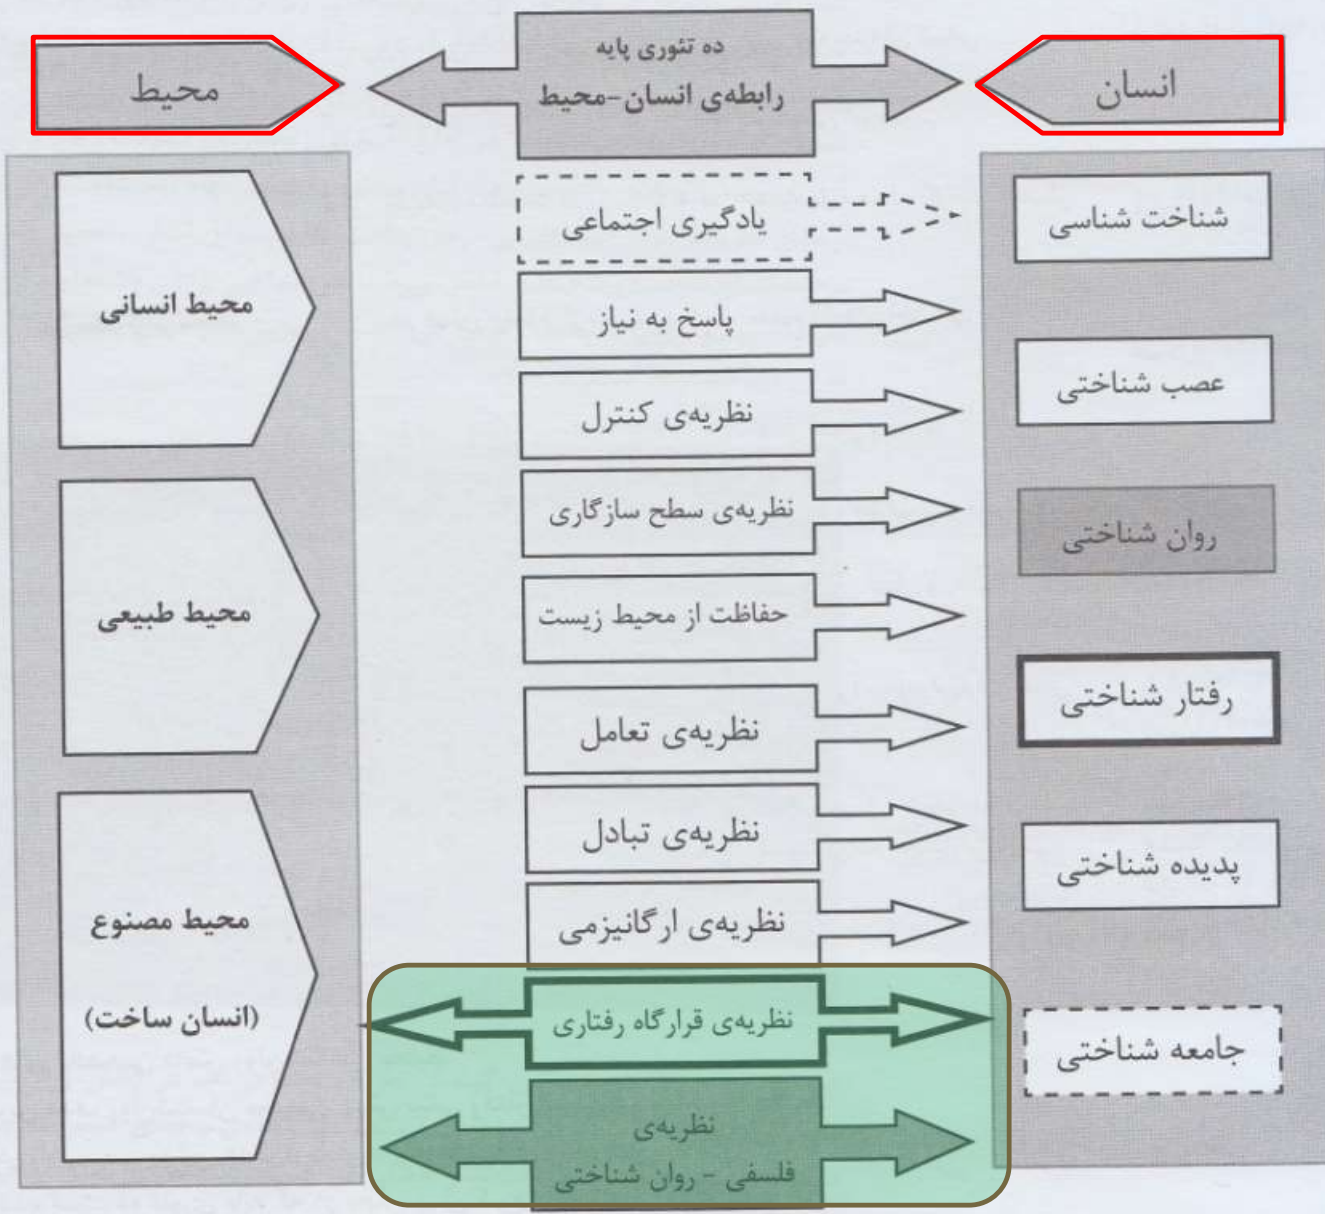 انسان
ده تئوری پایه
رابطه‌ی انسان-محیط
محیط
شناخت شناسی
عصب شناختی
روان شناختی
رفتار شناختی
پدیده شناختی
جامعه شناختی
یادگیری اجتماعی
پاسخ به نیاز
نظریه‌ی کنترل
نظریه‌ی سطح سازگاری
حفاظت از محیط زیست
نظریه‌ی تعامل
نظریه‌ی تبادل
نظریه‌ی ارگانیزمی
نظریه‌ی قرارگاه رفتاری
نظریه‌ی
فلسفی - روان شناختی
محیط انسانی
محیط طبیعی
محیط مصنوع
(انسان ساخت)